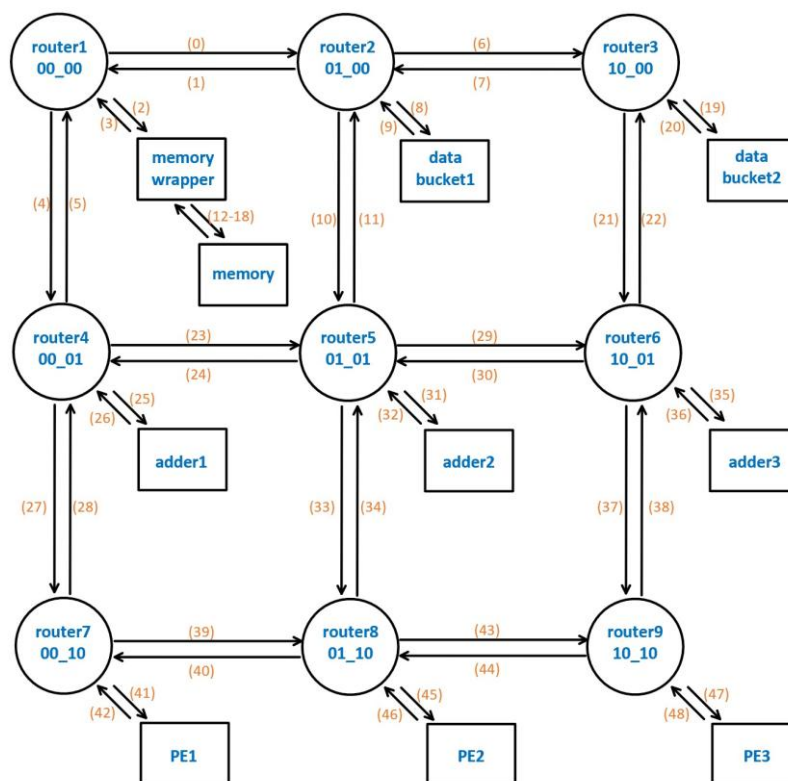 router1
00_00
(0)
(1)
router2
01_00
(6)
(7)
router3
10_00
(2)
(3)
(8)
(9)
(19)
(20)
memory
wrapper
data
bucket1
data
bucket2
(4)
(5)
(12-18)
(10)
(11)
(21)
(22)
memory
router4
00_01
(23)
(24)
router5
01_01
(29)
(30)
router6
10_01
(25)
(26)
(31)
(32)
(35)
(36)
adder1
adder2
adder3
(27)
(28)
(33)
(34)
(37)
(38)
router7
00_10
(39)
(40)
router8
01_10
(43)
(44)
router9
10_10
(41)
(42)
(45)
(46)
(47)
(48)
PE1
PE2
PE3